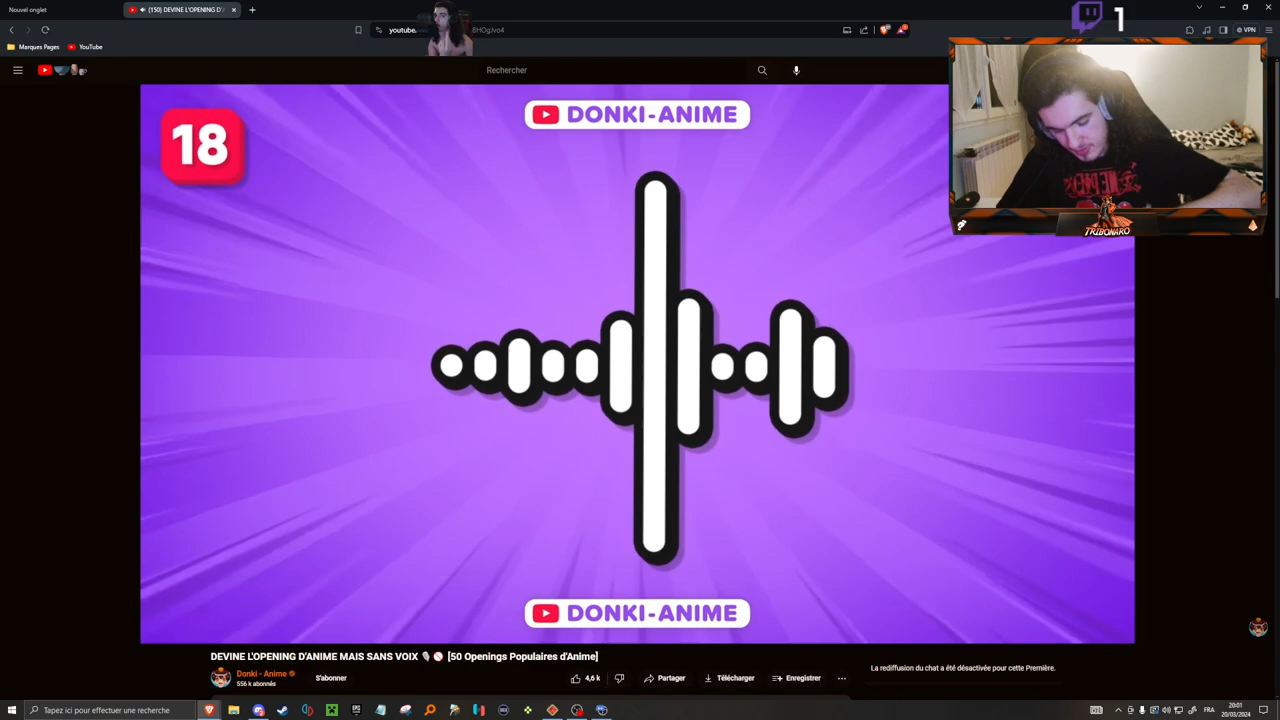 Nouvel onglet
(150) DEVINE L'OPENING D'A
1
youtube.
8HOgJvo4
VPN
Marques Pages
YouTube
Rechercher
18
DONKI-ANIME
TRIBONARO
DONKI-ANIME
DEVINE L'OPENING D'ANIME MAIS SANS VOIX [50 Openings Populaires d'Anime]
La rediffusion du chat a été désactivée pour cette Première.
Donki - Anime
556 k abonnés
S'abonner
4,6 k
Partager
Télécharger
Enregistrer
Tapez ici pour effectuer une recherche
FRA
20:01
20/03/2024